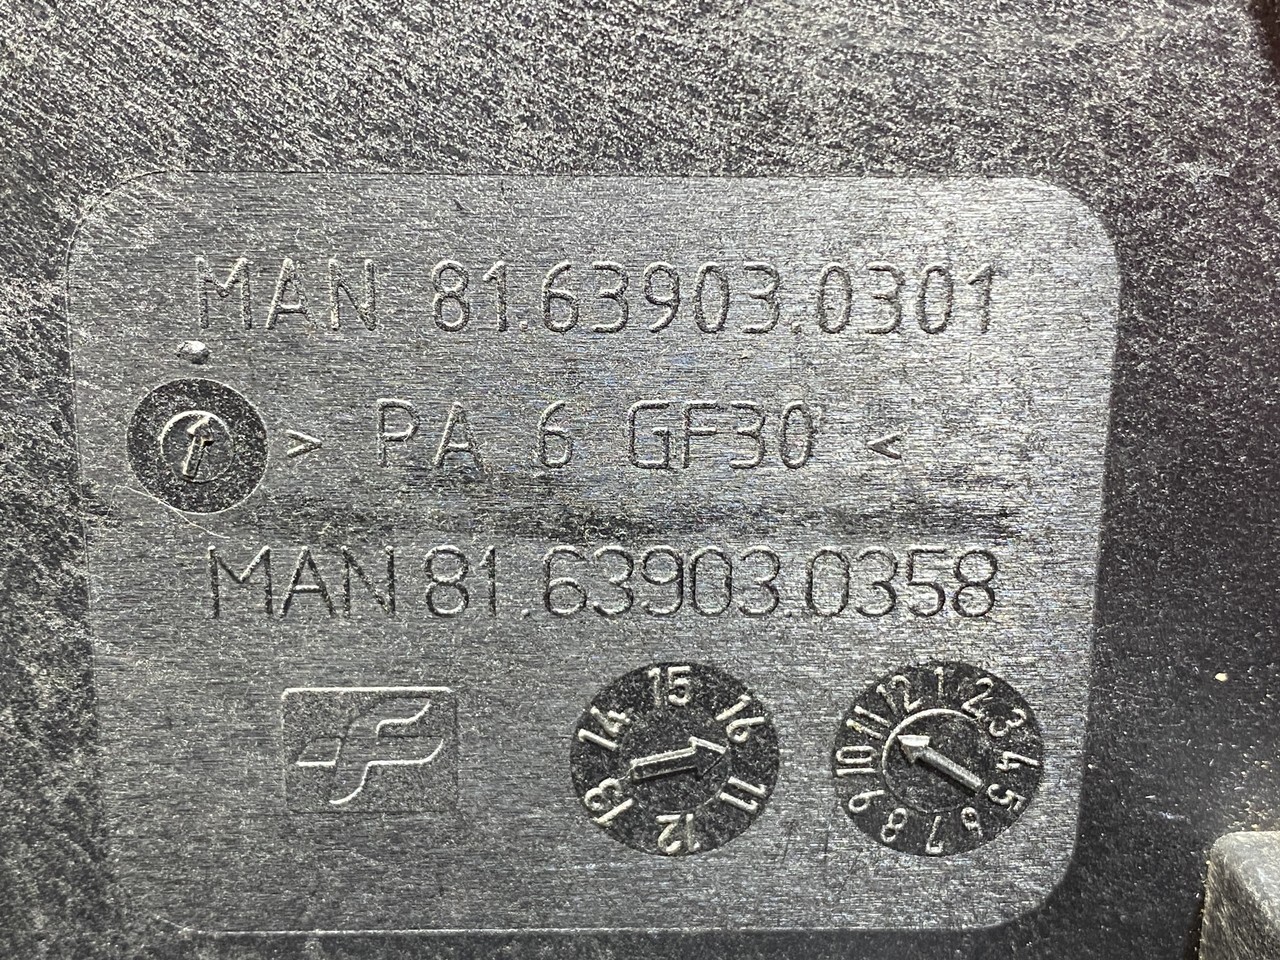 MAN 81.63903.0301
> PA 6 GF30 <
MAN 81.63903.0358
F
11 12 13 14 15 16
1 2 3 4 5 6 7 8 9 10 11 12